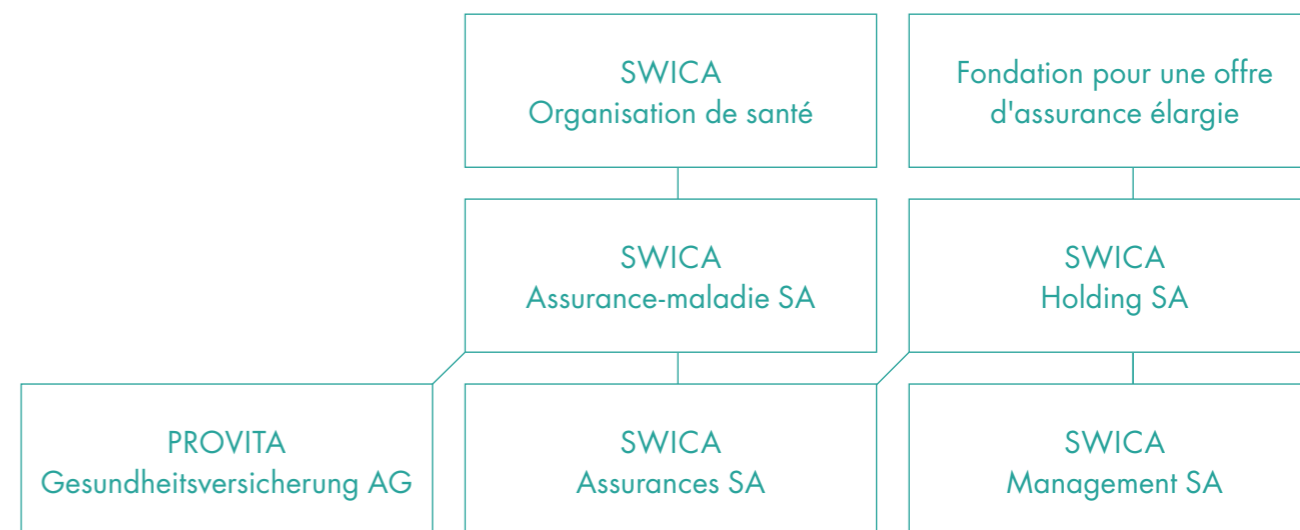 SWICA
Organisation de santé
Fondation pour une offre
d'assurance élargie
SWICA
Assurance-maladie SA
SWICA
Holding SA
PROVITA
Gesundheitsversicherung AG
SWICA
Assurances SA
SWICA
Management SA